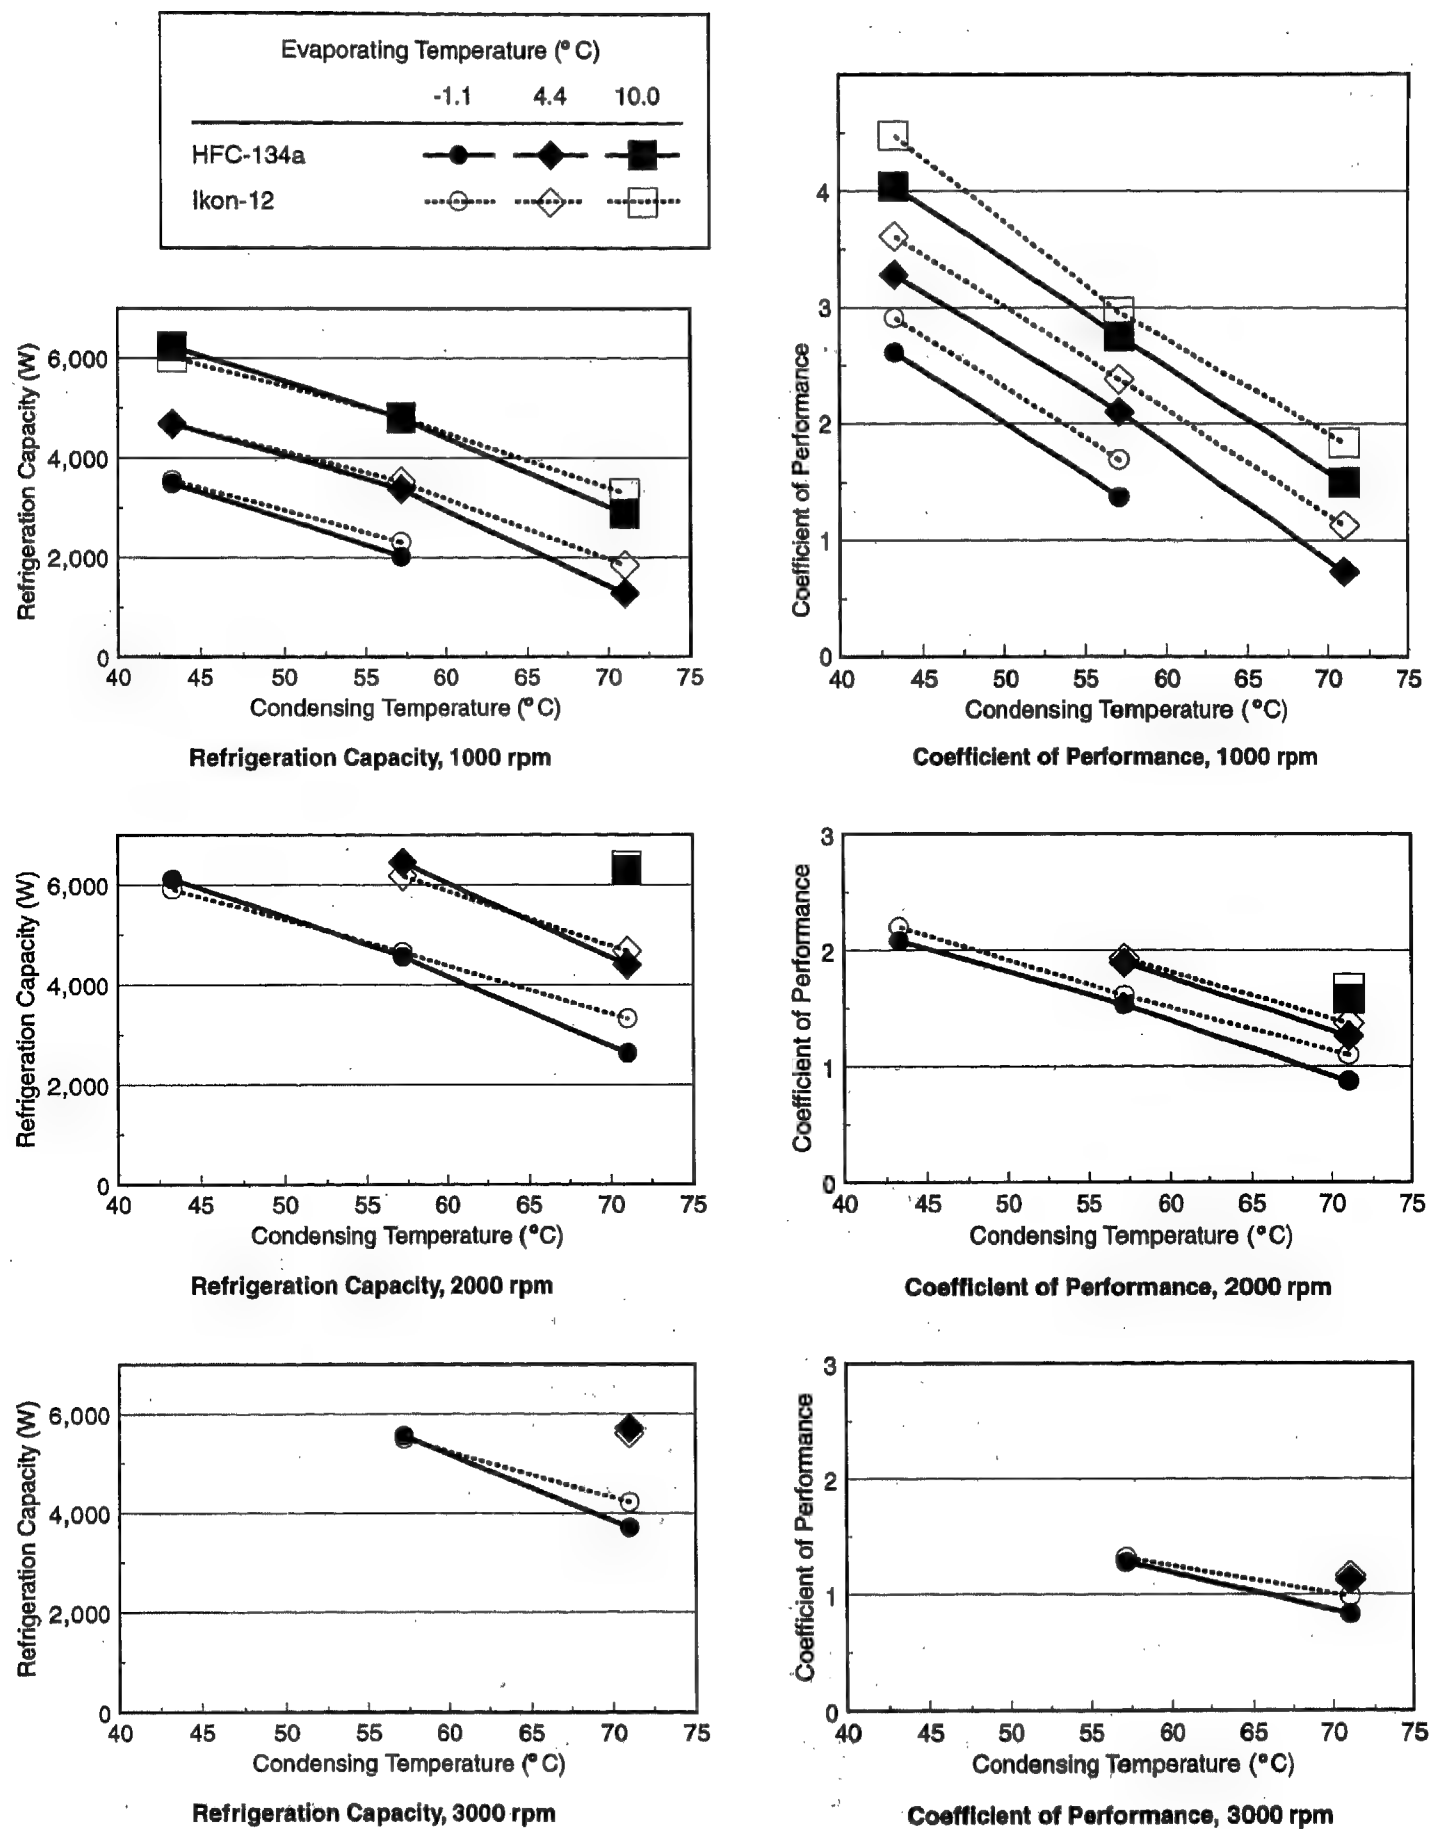 Evaporating Temperature (° C)
-1.1 4.4 10.0
HFC-134a
Ikon-12
Refrigeration Capacity (W)
6,000
4,000
2,000
0
40 45 50 55 60 65 70 75
Condensing Temperature (° C)
Refrigeration Capacity, 1000 rpm
Coefficient of Performance
4
3
2
1
0
40 45 50 55 60 65 70 75
Condensing Temperature (°C)
Coefficient of Performance, 1000 rpm
Refrigeration Capacity (W)
6,000
4,000
2,000
0
40 45 50 55 60 65 70 75
Condensing Temperature (°C)
Refrigeration Capacity, 2000 rpm
Coefficient of Performance
3
2
1
0
40 45 50 55 60 65 70 75
Condensing Temperature (°C)
Coefficient of Performance, 2000 rpm
Refrigeration Capacity (W)
6,000
4,000
2,000
0
40 45 50 55 60 65 70 75
Condensing Temperature (°C)
Refrigeration Capacity, 3000 rpm
Coefficient of Performance
3
2
1
0
40 45 50 55 60 65 70 75
Condensing Temperature (°C)
Coefficient of Performance, 3000 rpm